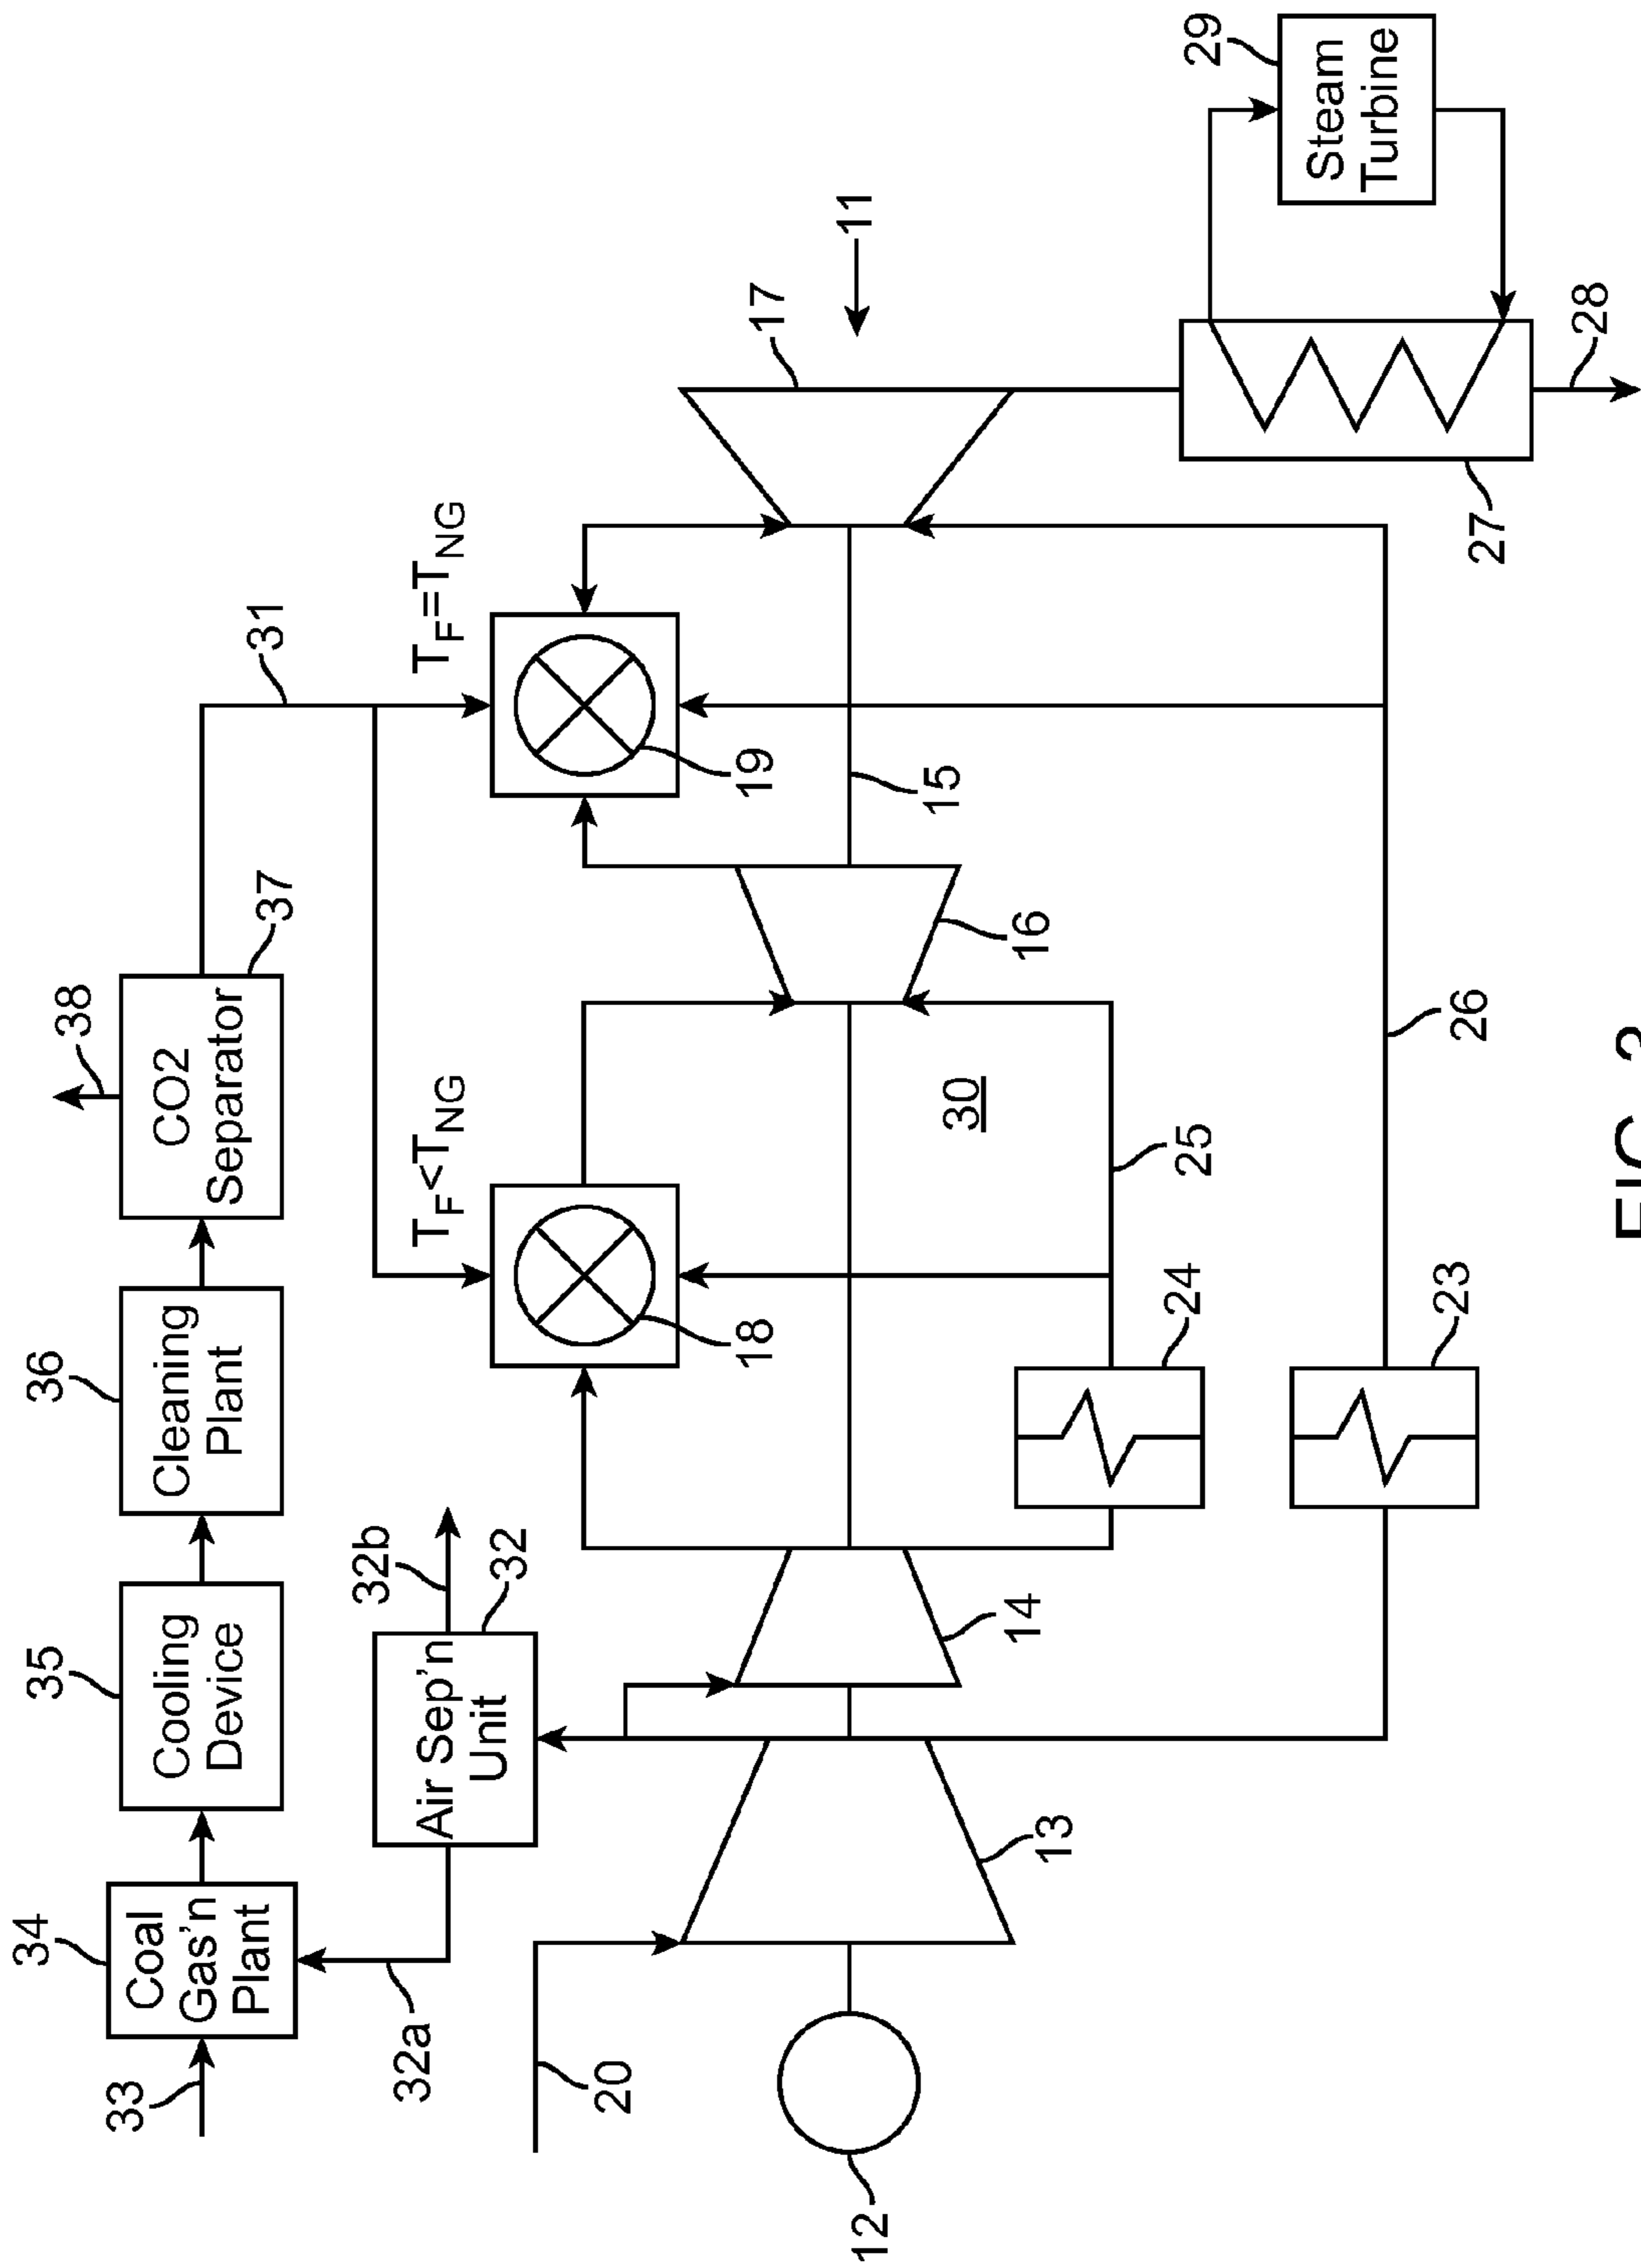 34
35
36
38
33
Coal
Gas'n
Plant
Cooling
Device
Cleaning
Plant
CO2
Separator
37
31
32a
Air Sep'n
Unit
32b
32
T_F<T_NG
T_F=T_NG
20
18
19
17
11
12
13
14
30
16
15
24
25
23
26
27
28
29
Steam
Turbine
FIG.